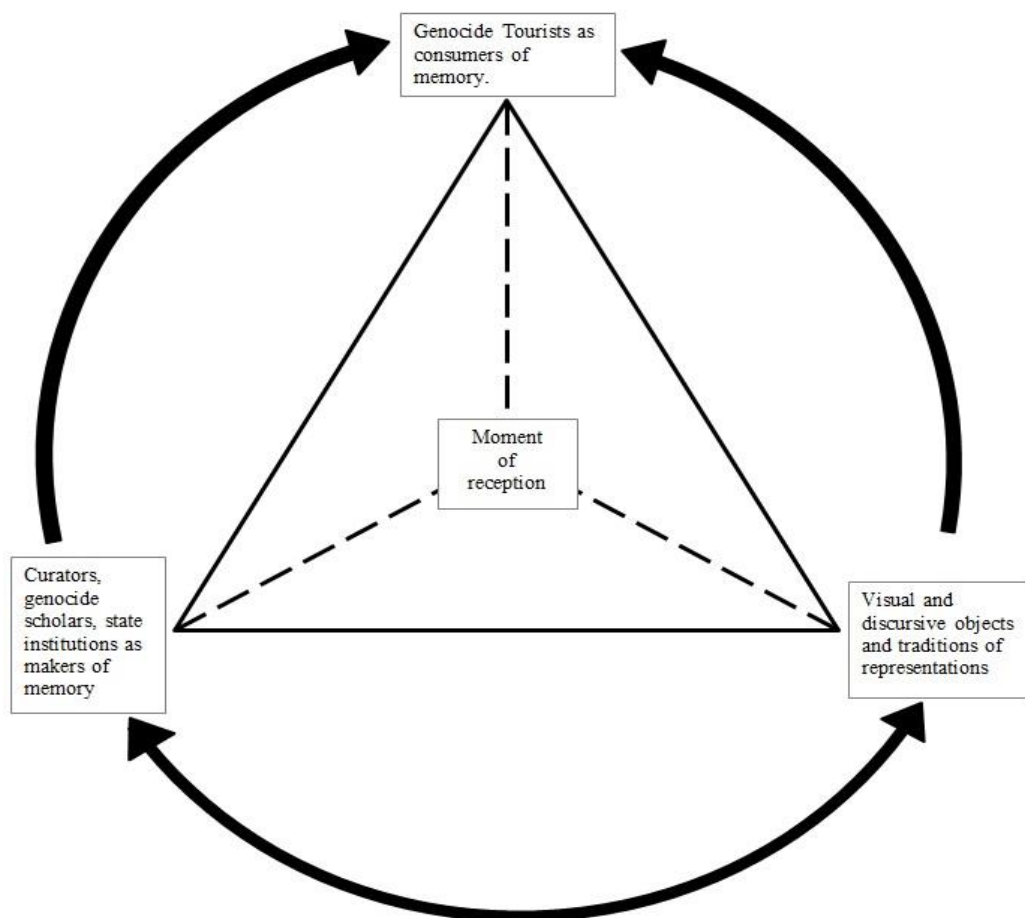 Genocide Tourists as
consumers of
memory.
Moment
of
reception
Curators,
genocide
scholars, state
institutions as
makers of
memory
Visual and
discursive objects
and traditions of
representations